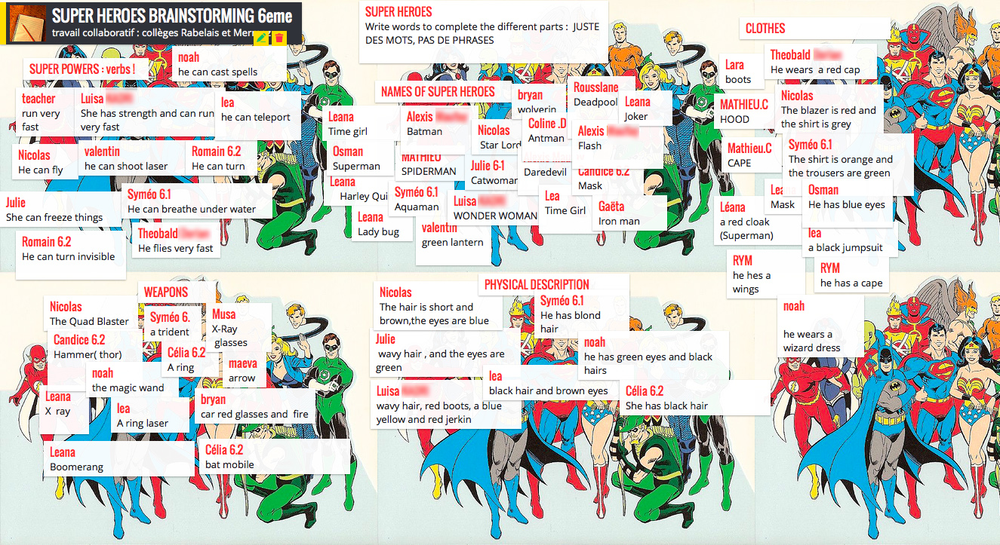 SUPER HEROES BRAINSTORMING 6eme
travail collaboratif : collèges Rabelais et
SUPER HEROES
Write words to complete the different parts : JUSTE
DES MOTS, PAS DE PHRASES
SUPER POWERS : verbs !
noah
he can cast spells
teacher
run very
fast
Luisa
She has strength and can run
very fast
lea
he can teleport
Nicolas
He can fly
valentin
he can shoot laser
Romain 6.2
He can turn
Julie
She can freeze things
Syméo 6.1
He can breathe under water
Theobald
He flies very fast
Romain 6.2
He can turn invisible
NAMES OF SUPER HEROES
Leana
Time girl
Alexis
Batman
bryan
wolverin
Rousslane
Deadpool
Leana
Joker
Nicolas
Star Lord
Coline .D
Antman
Alexis
Flash
Osman
Superman
MATHIEU
SPIDERMAN
Julie 6-1
Catwoman
Daredevil
Candice 6.2
Mask
Leana
Harley Qui
Syméo 6.1
Aquaman
Luisa
WONDER WOMAN
Lea
Time Girl
Gaëta
Iron man
Leana
Lady bug
valentin
green lantern
CLOTHES
Lara
boots
Theobald
He wears a red cap
MATHIEU.C
HOOD
Nicolas
The blazer is red and
the shirt is grey
Mathieu.C
CAPE
Syméo 6.1
The shirt is orange and
the trousers are green
Lea
Mask
Osman
He has blue eyes
Léana
a red cloak
(Superman)
lea
a black jumpsuit
RYM
he hes a
wings
RYM
he has a cape
noah
he wears a
wizard dress
WEAPONS
Nicolas
The Quad Blaster
Syméo 6.
a trident
Musa
X-Ray
glasses
Candice 6.2
Hammer( thor)
Célia 6.2
A ring
maeva
arrow
noah
the magic wand
Leana
X ray
lea
A ring laser
bryan
car red glasses and fire
Leana
Boomerang
Célia 6.2
bat mobile
PHYSICAL DESCRIPTION
Nicolas
The hair is short and
brown,the eyes are blue
Syméo 6.1
He has blond
hair
Julie
wavy hair , and the eyes are
green
noah
he has green eyes and black
hairs
lea
black hair and brown eyes
Luisa
wavy hair, red boots, a blue
yellow and red jerkin
Célia 6.2
She has black hair